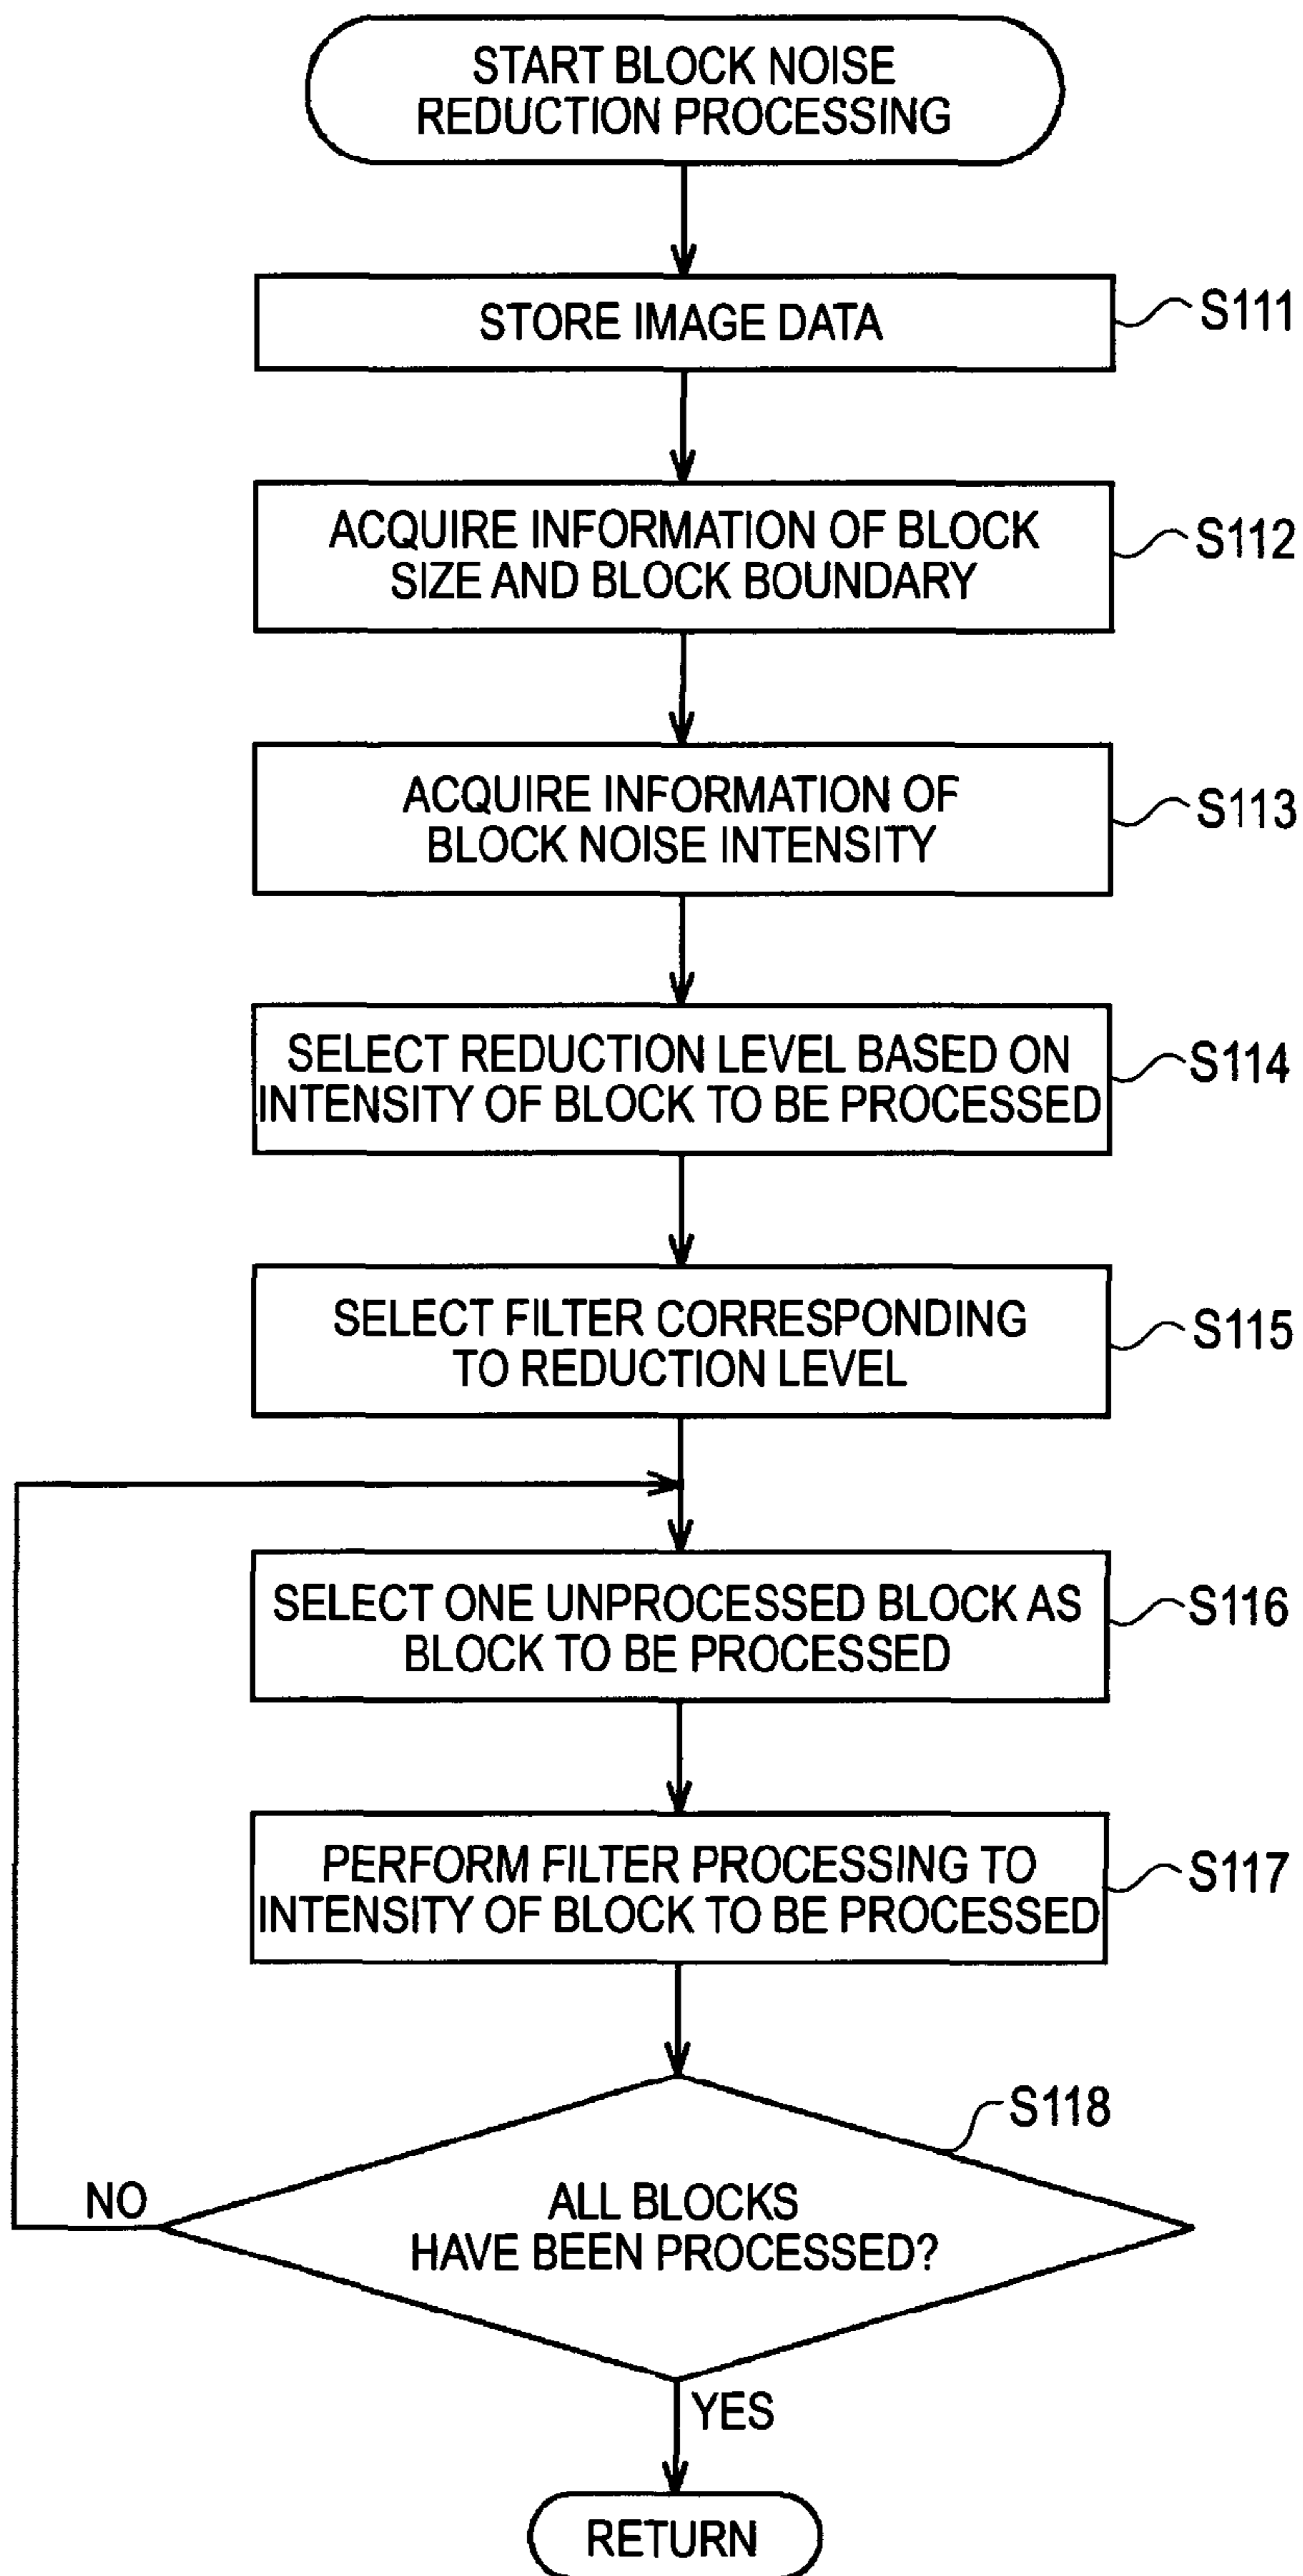 START BLOCK NOISE
REDUCTION PROCESSING
STORE IMAGE DATA
S111
ACQUIRE INFORMATION OF BLOCK
SIZE AND BLOCK BOUNDARY
S112
ACQUIRE INFORMATION OF
BLOCK NOISE INTENSITY
S113
SELECT REDUCTION LEVEL BASED ON
INTENSITY OF BLOCK TO BE PROCESSED
S114
SELECT FILTER CORRESPONDING
TO REDUCTION LEVEL
S115
SELECT ONE UNPROCESSED BLOCK AS
BLOCK TO BE PROCESSED
S116
PERFORM FILTER PROCESSING TO
INTENSITY OF BLOCK TO BE PROCESSED
S117
S118
ALL BLOCKS
HAVE BEEN PROCESSED?
NO
YES
RETURN